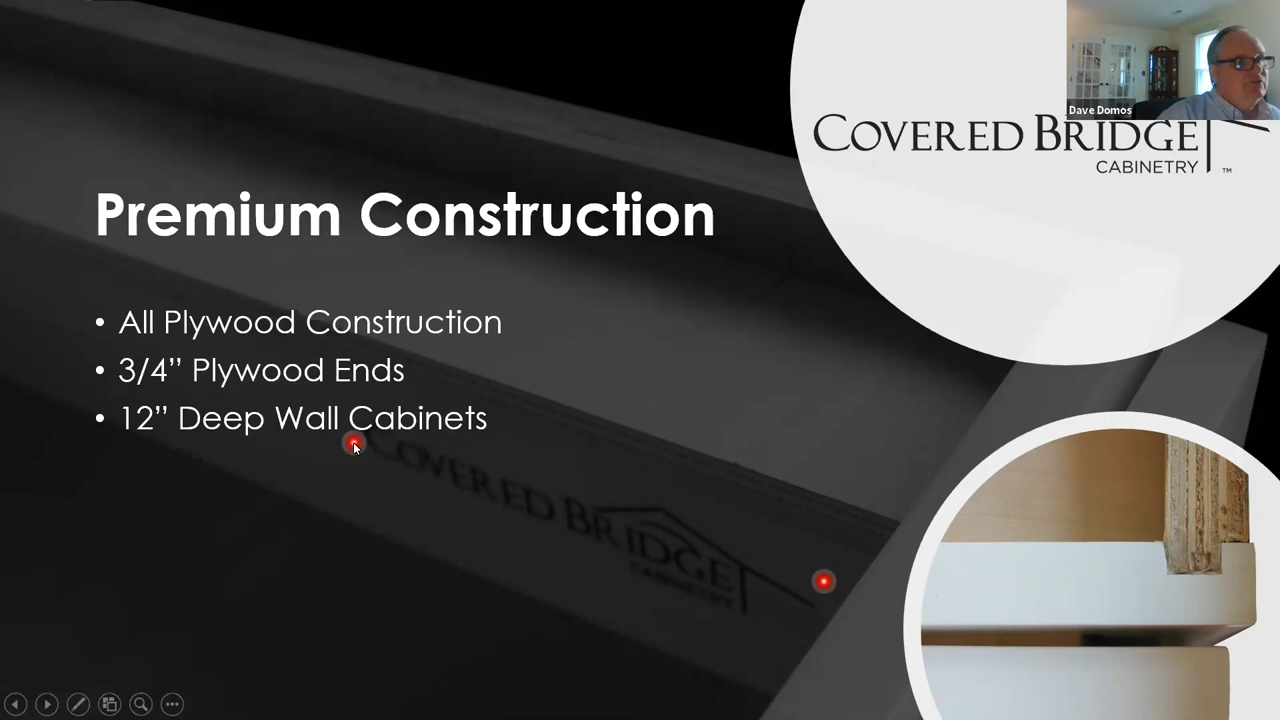 Dave Domos
COVERED BRIDGE
CABINETRY ™
Premium Construction
• All Plywood Construction
• 3/4” Plywood Ends
• 12” Deep Wall Cabinets
COVERED BRIDGE
CABINETRY